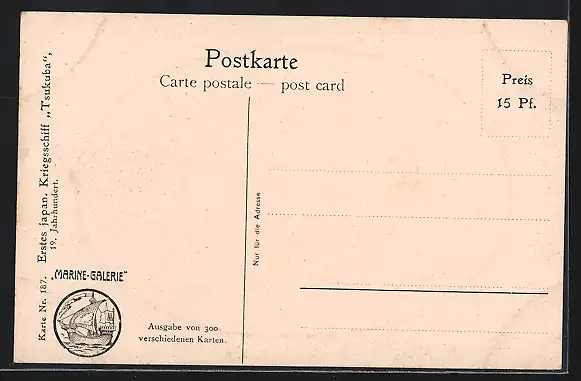 Postkarte
Carte postale — post card
Preis
15 Pf.
Karte Nr. 187. Erstes japan. Kriegsschiff „Tsukuba“,
19. Jahrhundert.
Nur für die Adresse
„MARINE-GALERIE“
Ausgabe von 300
verschiedenen Karten.